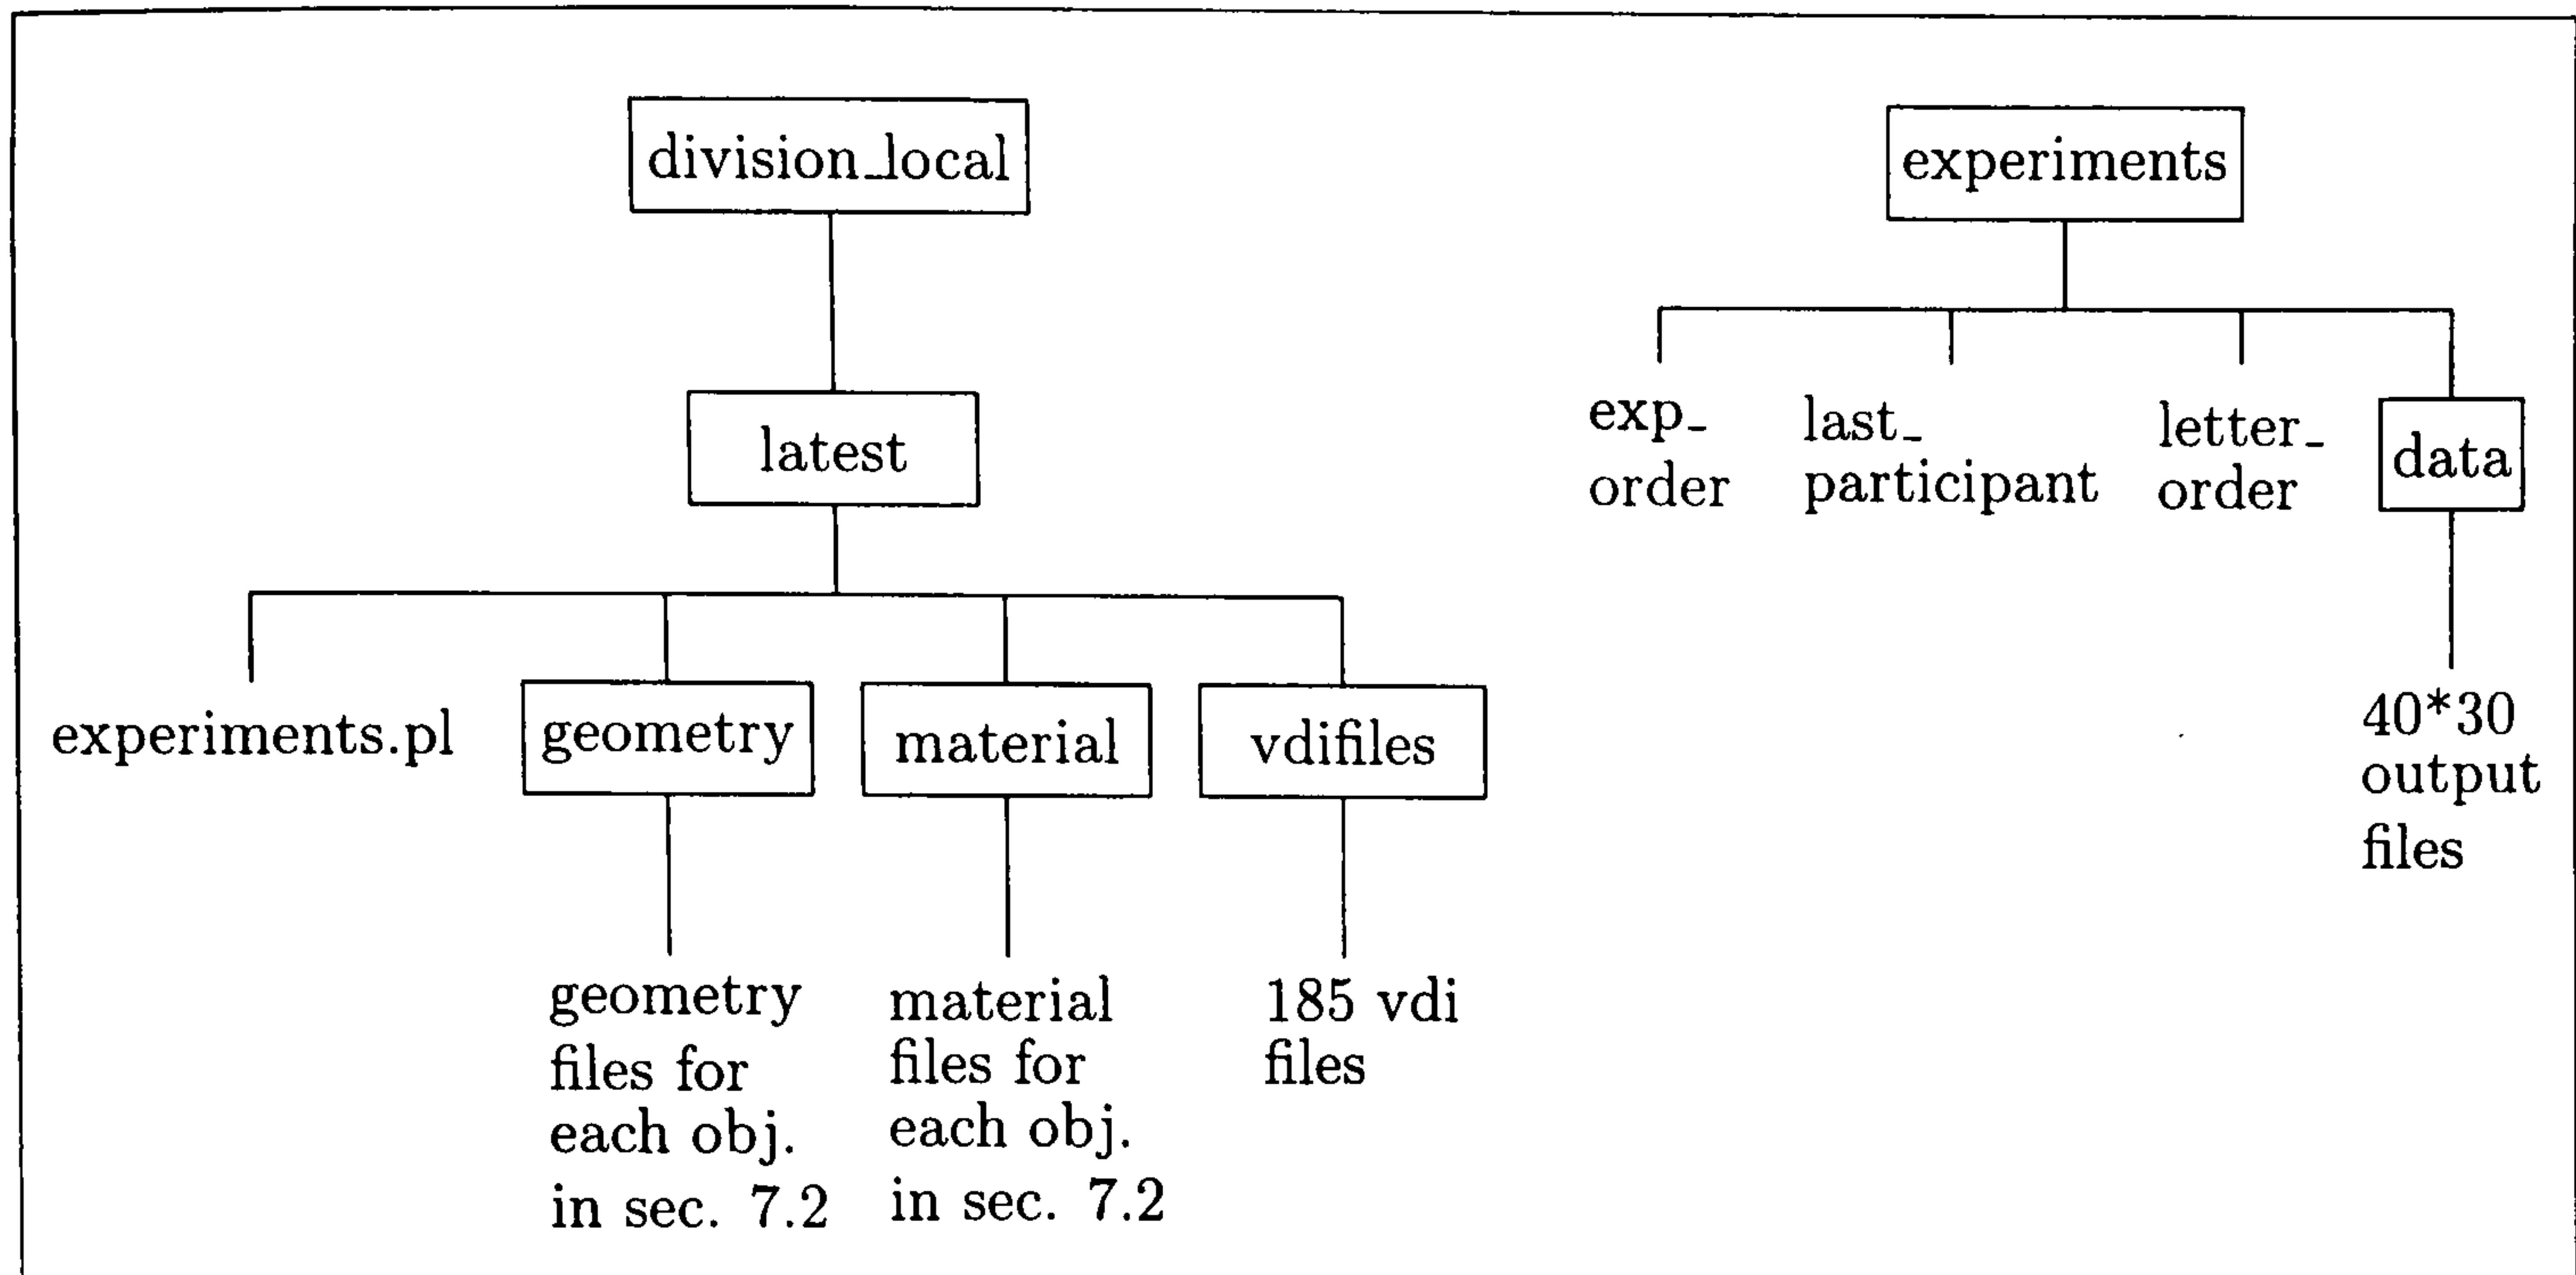 division_local
experiments
exp_
order
last_
participant
letter_
order
data
latest
experiments.pl
geometry
material
vdifiles
40*30
output
files
geometry
files for
each obj.
in sec. 7.2
material
files for
each obj.
in sec. 7.2
185 vdi
files